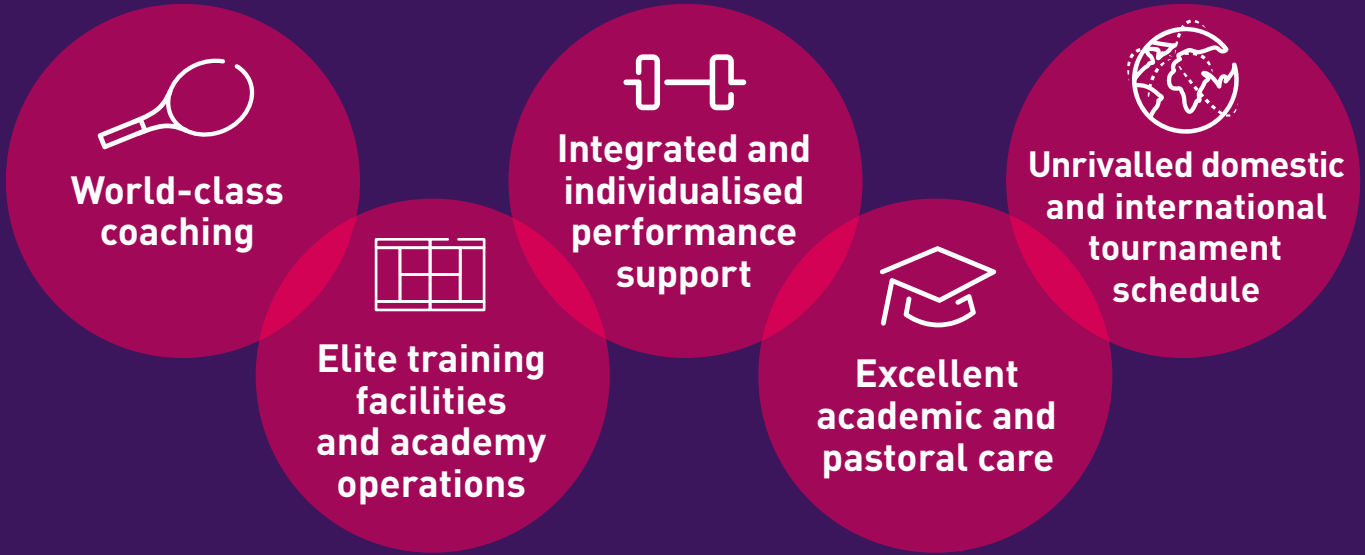 World-class
coaching
Elite training
facilities
and academy
operations
Integrated and
individualised
performance
support
Excellent
academic and
pastoral care
Unrivalled domestic
and international
tournament
schedule